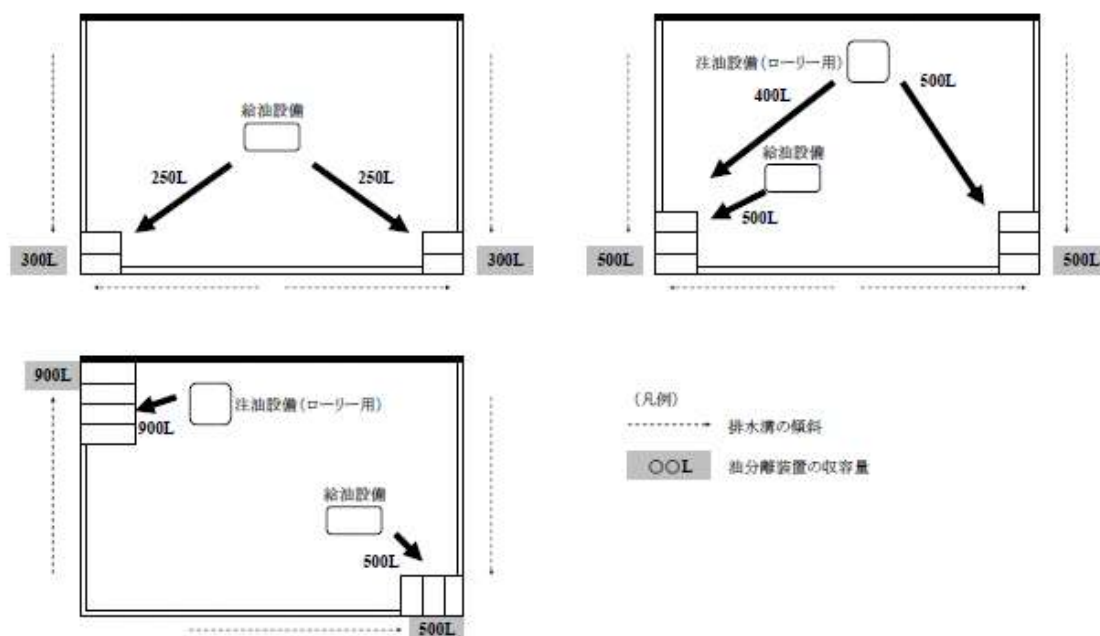 給油設備
250L
250L
300L
300L
注油設備(ローリー用)
400L
500L
給油設備
500L
500L
500L
900L
注油設備(ローリー用)
900L
給油設備
500L
500L
(凡例)
排水溝の傾斜
○○L
油分離装置の収容量